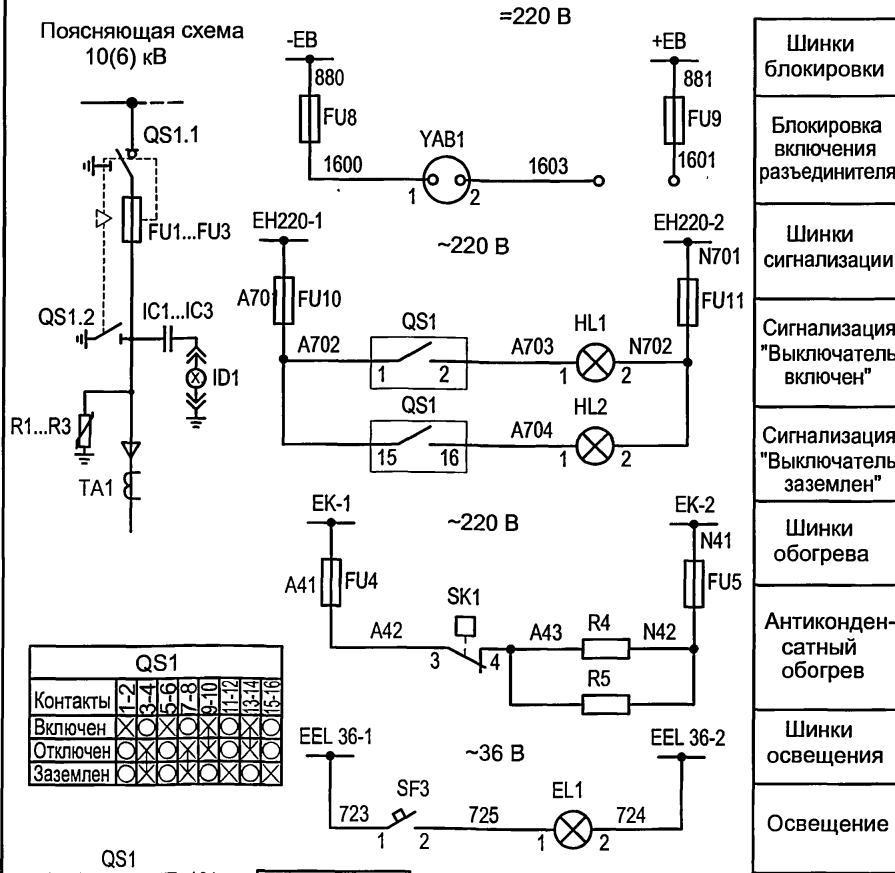 =220 В
Поясняющая схема
10(6) кВ
-ЕВ
+ЕВ
880
881
FU8
FU9
QS1.1
YAB1
1600
1603
1601
1
2
FU1...FU3
EH220-1
~220 В
EH220-2
N701
A701
FU10
FU11
QS1.2
IC1...IC3
QS1
HL1
A702
A703
N702
1
2
1
2
ID1
QS1
HL2
A704
15
16
1
2
R1...R3
TA1
EK-1
~220 В
EK-2
N41
A41
FU4
FU5
SK1
A42
A43
R4
N42
3
4
R5
QS1
Контакты 1-2 3-4 5-6 7-8 9-10 11-12 13-14 15-16
Включен
Отключен
Заземлен
EEL 36-1
~36 В
EEL 36-2
SF3
EL1
723
725
724
1
2
1
2
QS1
Шинки
блокировки
Блокировка
включения
разъединителя
Шинки
сигнализации
Сигнализация
"Выключатель
включен"
Сигнализация
"Выключатель
заземлен"
Шинки
обогрева
Антиконден-
сатный
обогрев
Шинки
освещения
Освещение